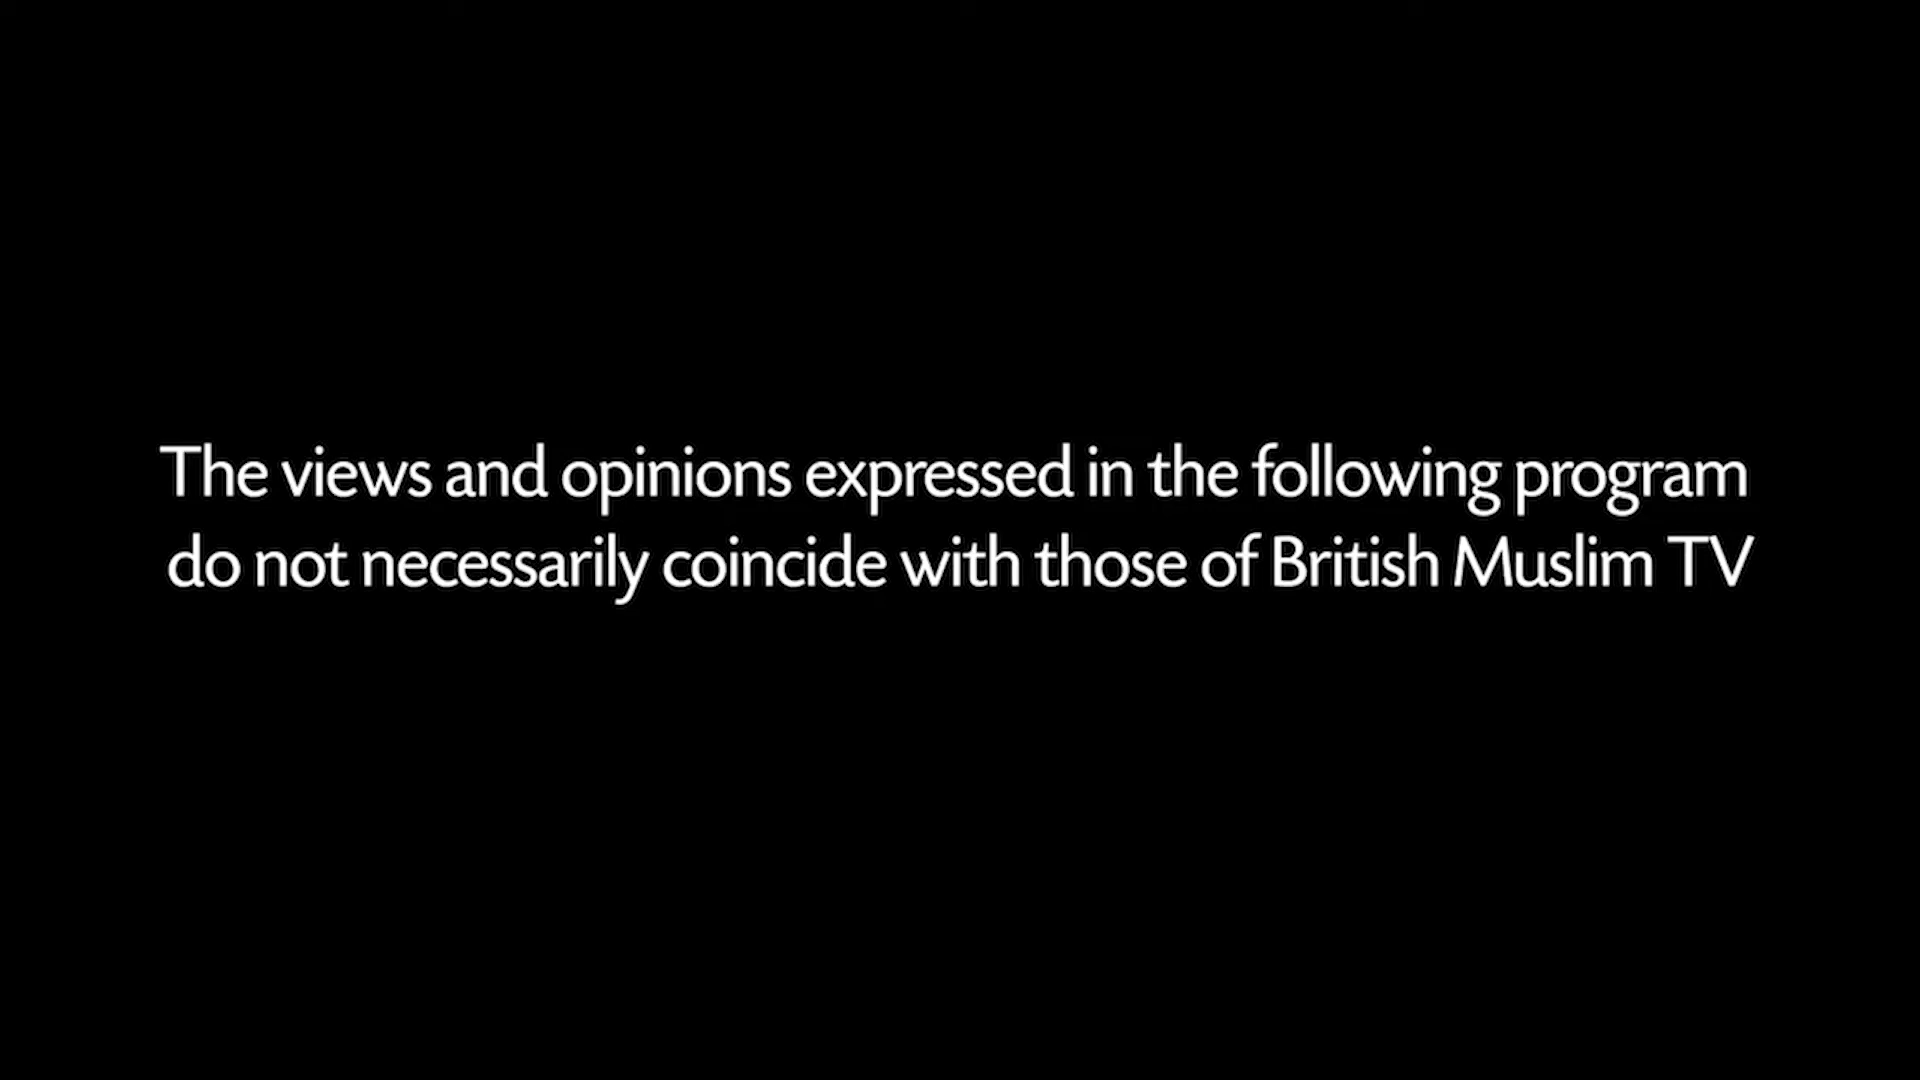 The views and opinions expressed in the following program
do not necessarily coincide with those of British Muslim TV